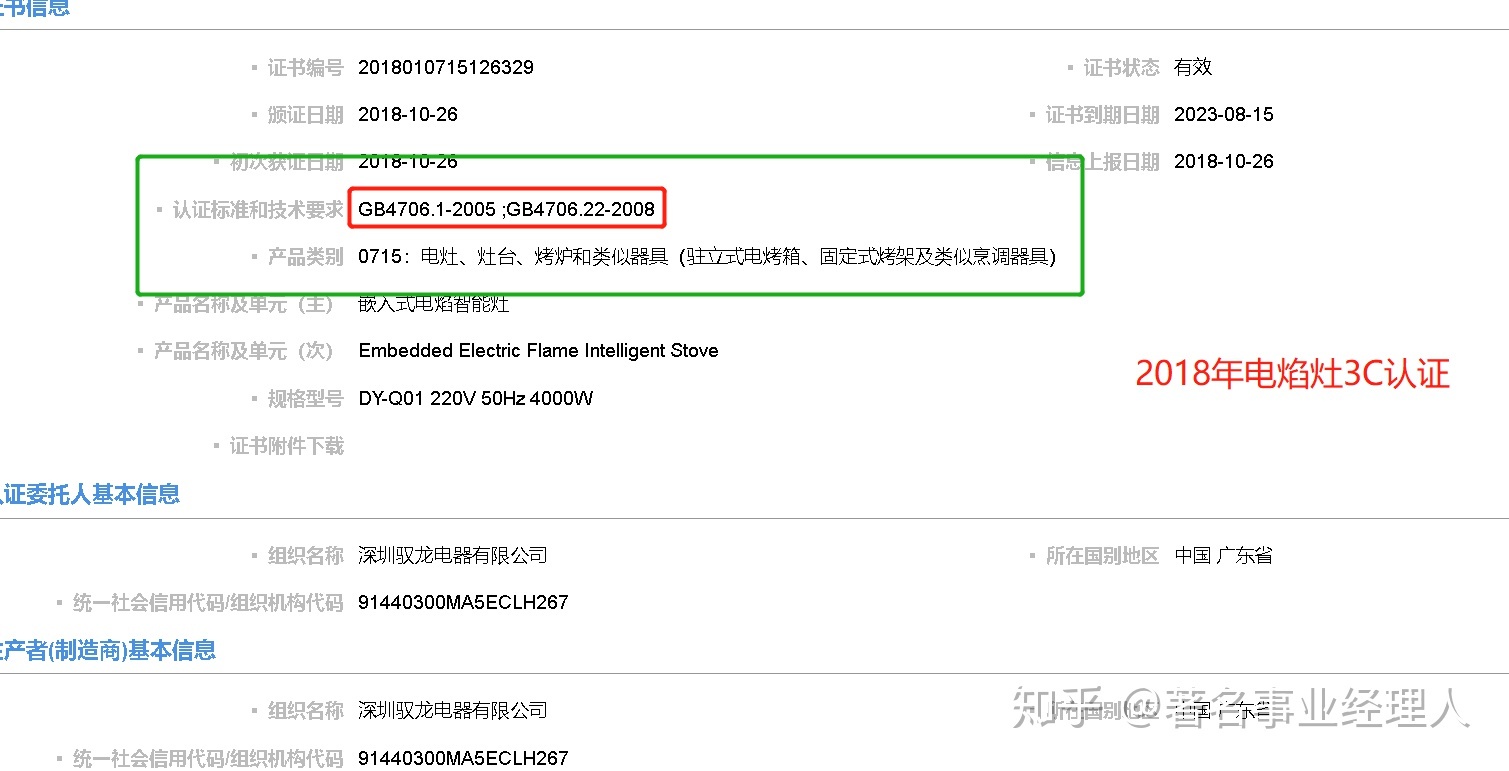 证书信息
证书编号 2018010715126329 证书状态 有效
颁证日期 2018-10-26 证书到期日期 2023-08-15
初次获证日期 2018-10-26 信息上报日期 2018-10-26
认证标准和技术要求 GB4706.1-2005 ;GB4706.22-2008
产品类别 0715：电灶、灶台、烤炉和类似器具（驻立式电烤箱、固定式烤架及类似烹调器具）
产品名称及单元（主） 嵌入式电焰智能灶
产品名称及单元（次） Embedded Electric Flame Intelligent Stove
2018年电焰灶3C认证
规格型号 DY-Q01 220V 50Hz 4000W
证书附件下载
认证委托人基本信息
组织名称 深圳驭龙电器有限公司 所在国别地区 中国 广东省
统一社会信用代码/组织机构代码 91440300MA5ECLH267
生产者(制造商)基本信息
组织名称 深圳驭龙电器有限公司 所在国别地区 中国 广东省
知乎 @著名事业经理人
统一社会信用代码/组织机构代码 91440300MA5ECLH267